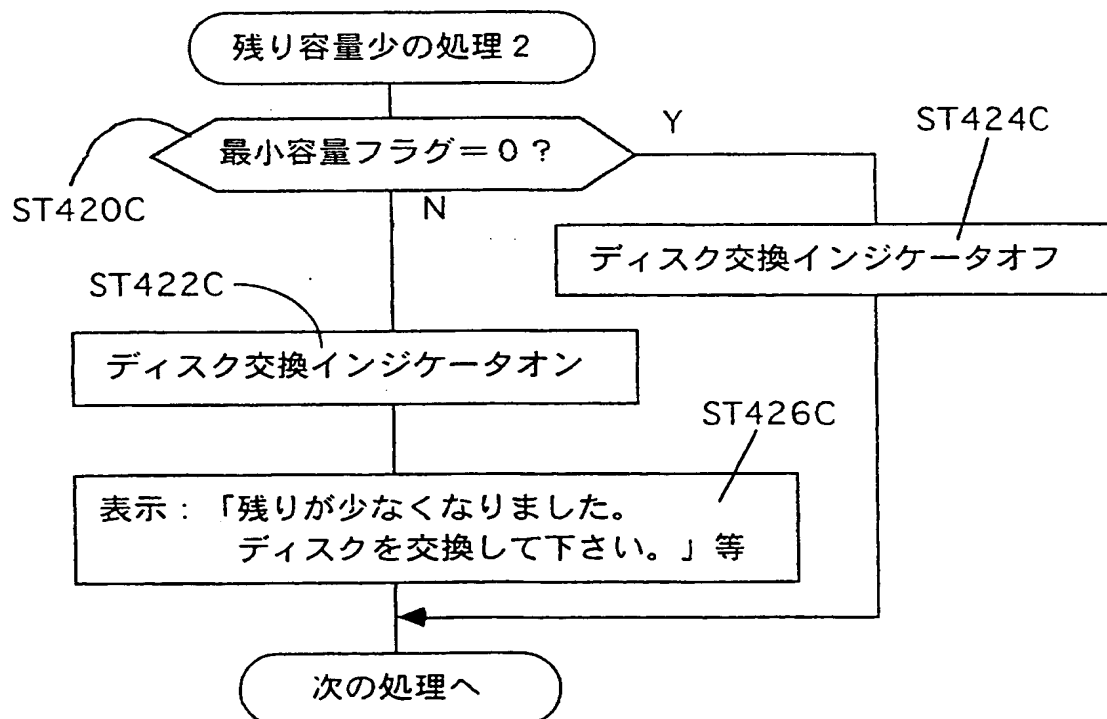 残り容量少の処理2
最小容量フラグ=0?
Y
ST424C
ST420C
N
ディスク交換インジケータオフ
ST422C
ディスク交換インジケータオン
ST426C
表示:「残りが少なくなりました。
ディスクを交換して下さい。」等
次の処理へ